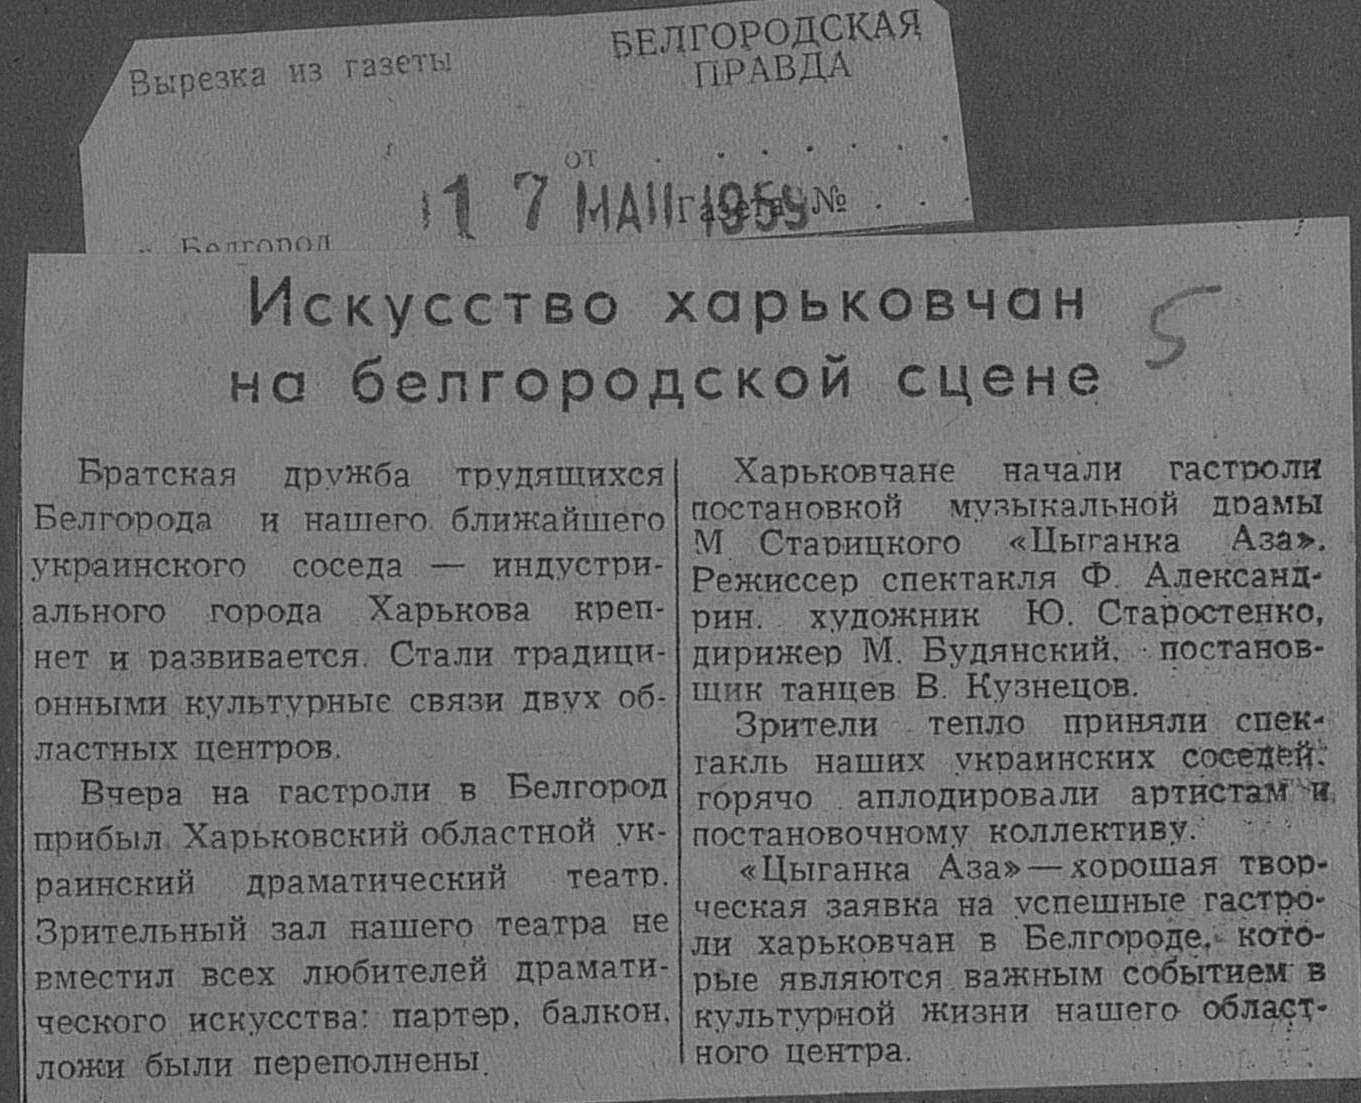 Вырезка из газеты
БЕЛГОРОДСКАЯ
ПРАВДА
от
17 МАЙ 1959
Газета №
г. Белгород
Искусство харьковчан
на белгородской сцене
5
Братская дружба трудящихся
Белгорода и нашего ближайшего
украинского соседа — индустри-
ального города Харькова креп-
нет и развивается. Стали традици-
онными культурные связи двух об-
ластных центров.
Вчера на гастроли в Белгород
прибыл Харьковский областной ук-
раинский драматический театр.
Зрительный зал нашего театра не
вместил всех любителей драмати-
ческого искусства: партер, балкон,
ложи были переполнены.
Харьковчане начали гастроли
постановкой музыкальной драмы
М Старицкого «Цыганка Аза».
Режиссер спектакля Ф. Александ-
рин, художник Ю. Старостенко,
дирижер М. Будянский, постанов-
щик танцев В. Кузнецов.
Зрители тепло приняли спек-
такль наших украинских соседей,
горячо аплодировали артистам и
постановочному коллективу.
«Цыганка Аза» — хорошая твор-
ческая заявка на успешные гастро-
ли харьковчан в Белгороде, кото-
рые являются важным событием в
культурной жизни нашего област-
ного центра.